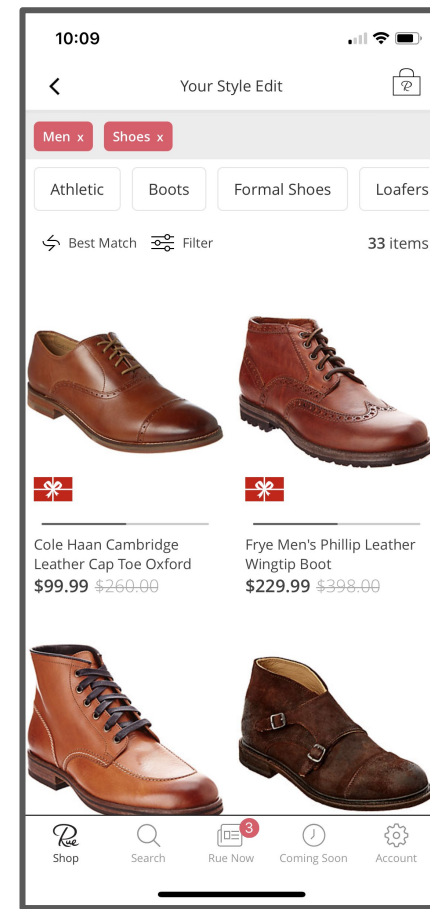 10:09
Your Style Edit
R
Men x Shoes x
Athletic Boots Formal Shoes Loafers
Best Match Filter 33 items
Cole Haan Cambridge
Leather Cap Toe Oxford
$99.99 $260.00
Frye Men's Phillip Leather
Wingtip Boot
$229.99 $398.00
Rue 3
Shop Search Rue Now Coming Soon Account